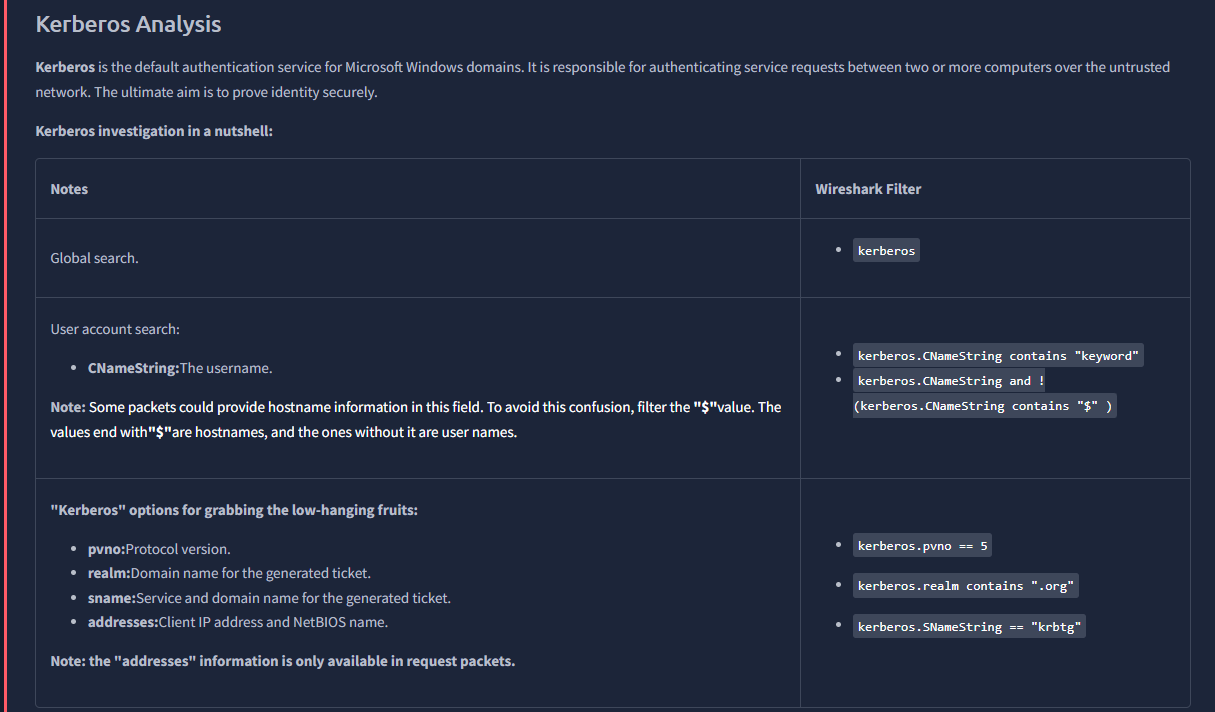 Kerberos Analysis
Kerberos is the default authentication service for Microsoft Windows domains. It is responsible for authenticating service requests between two or more computers over the untrusted
network. The ultimate aim is to prove identity securely.
Kerberos investigation in a nutshell:
Notes
Wireshark Filter
Global search.
kerberos
User account search:
CNameString:The username.
Note: Some packets could provide hostname information in this field. To avoid this confusion, filter the "$"value. The
values end with"$"are hostnames, and the ones without it are user names.
kerberos.CNameString contains "keyword"
kerberos.CNameString and !
(kerberos.CNameString contains "$" )
"Kerberos" options for grabbing the low-hanging fruits:
pvno:Protocol version.
realm:Domain name for the generated ticket.
sname:Service and domain name for the generated ticket.
addresses:Client IP address and NetBIOS name.
Note: the "addresses" information is only available in request packets.
kerberos.pvno == 5
kerberos.realm contains ".org"
kerberos.SNameString == "krbtg"